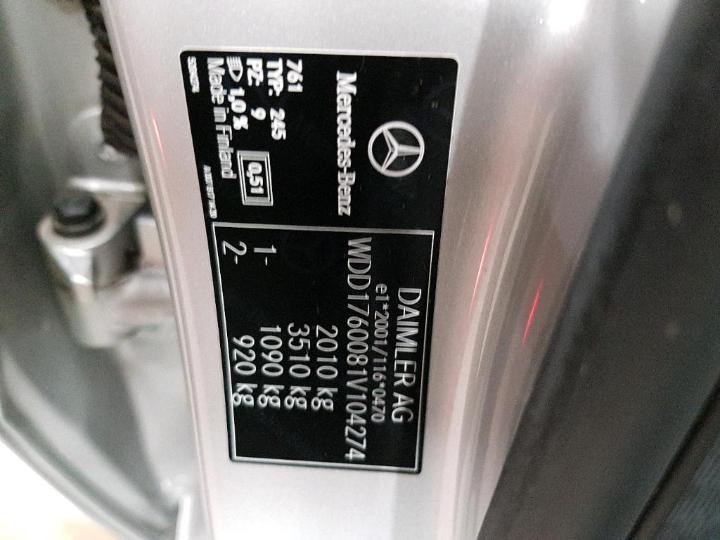 Mercedes-Benz
761
TYP: 245
PZ: 9
1,0 %
0,51
Made in Finland
DAIMLER AG
e1*2001/116*0470
WDD1760081V104274
2010 kg
3510 kg
1- 1090 kg
2- 920 kg